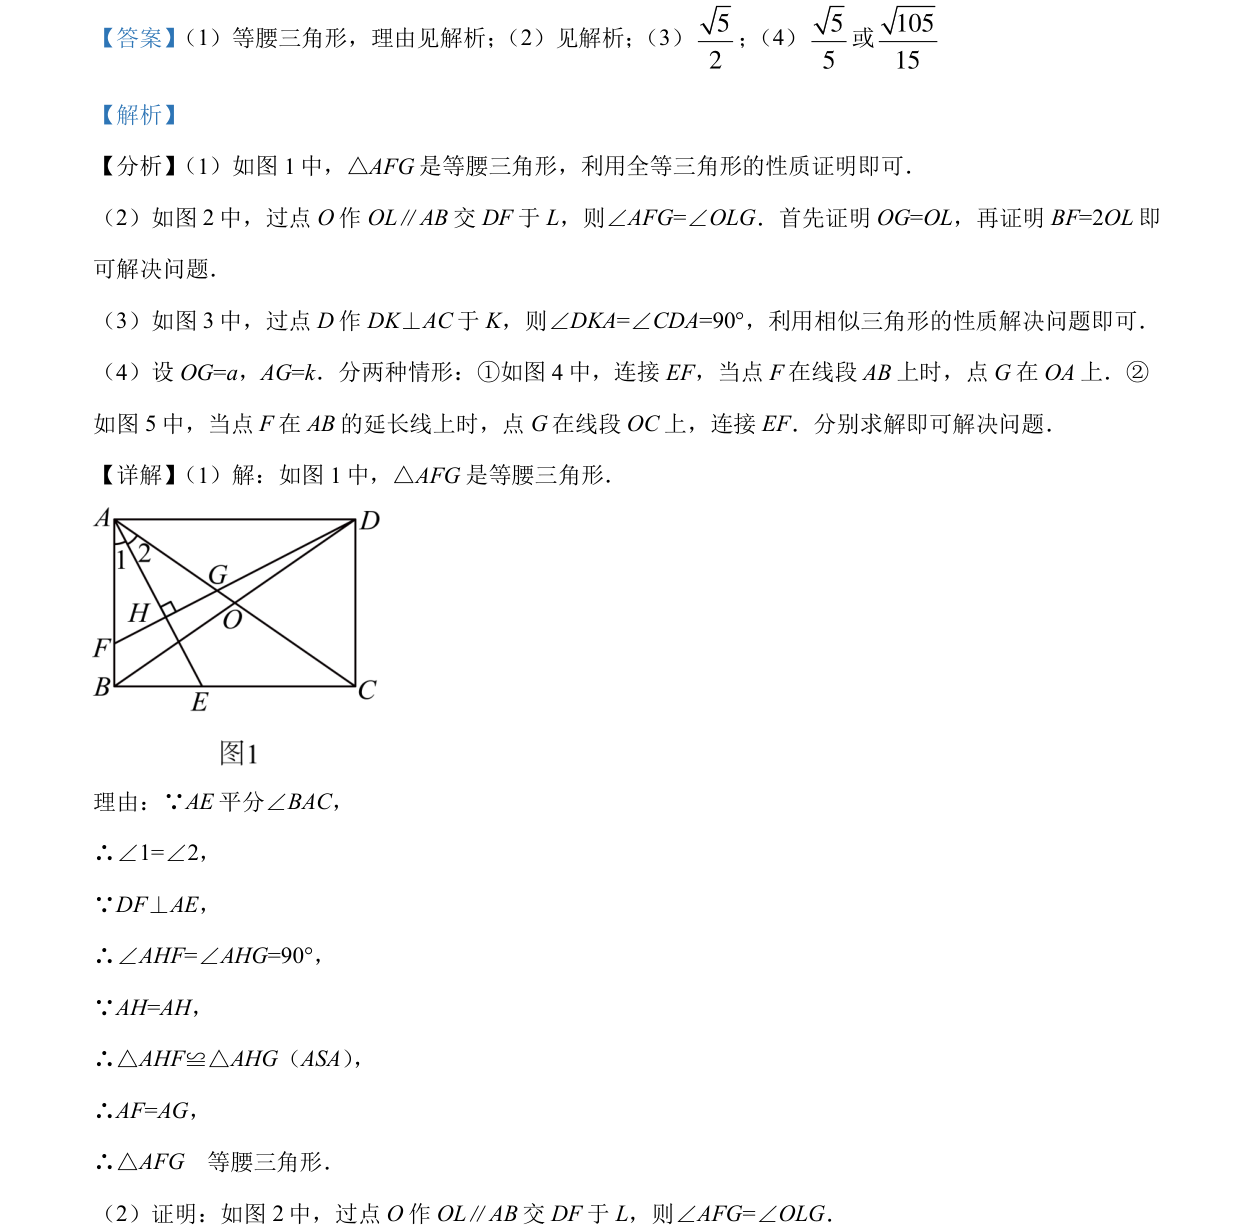 【答案】（1）等腰三角形，理由见解析；（2）见解析；（3）√5/2；（4）√5/5或√105/15
【解析】
【分析】（1）如图 1 中，△AFG 是等腰三角形，利用全等三角形的性质证明即可．
（2）如图 2 中，过点 O 作 OL∥AB 交 DF 于 L，则∠AFG=∠OLG．首先证明 OG=OL，再证明 BF=2OL 即
可解决问题．
（3）如图 3 中，过点 D 作 DK⊥AC 于 K，则∠DKA=∠CDA=90°，利用相似三角形的性质解决问题即可．
（4）设 OG=a，AG=k．分两种情形：①如图 4 中，连接 EF，当点 F 在线段 AB 上时，点 G 在 OA 上．②
如图 5 中，当点 F 在 AB 的延长线上时，点 G 在线段 OC 上，连接 EF．分别求解即可解决问题．
【详解】（1）解：如图 1 中，△AFG 是等腰三角形．
A
D
1
2
G
H
O
F
B
E
C
图1
理由：∵AE 平分∠BAC，
∴∠1=∠2，
∵DF⊥AE，
∴∠AHF=∠AHG=90°，
∵AH=AH，
∴△AHF≌△AHG（ASA），
∴AF=AG，
∴△AFG 等腰三角形．
（2）证明：如图 2 中，过点 O 作 OL∥AB 交 DF 于 L，则∠AFG=∠OLG．